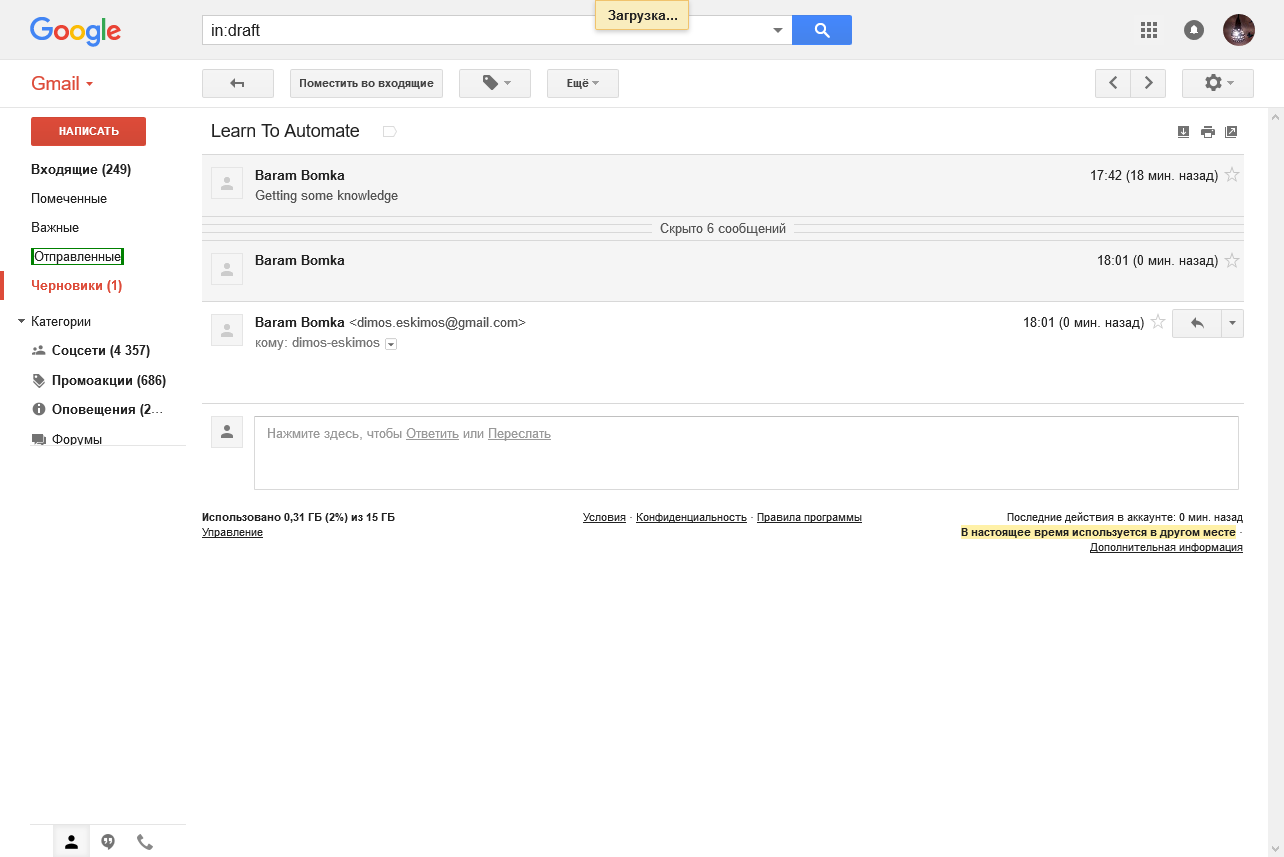 Загрузка...
Google
in:draft
Gmail
Поместить во входящие
Ещё
НАПИСАТЬ
Входящие (249)
Помеченные
Важные
Отправленные
Черновики (1)
Категории
Соцсети (4 357)
Промоакции (686)
Оповещения (2...
Форумы
Learn To Automate
Baram Bomka
17:42 (18 мин. назад)
Getting some knowledge
Скрыто 6 сообщений
Baram Bomka
18:01 (0 мин. назад)
Baram Bomka <dimos.eskimos@gmail.com>
18:01 (0 мин. назад)
кому: dimos-eskimos
Нажмите здесь, чтобы Ответить или Переслать
Использовано 0,31 ГБ (2%) из 15 ГБ
Управление
Условия · Конфиденциальность · Правила программы
Последние действия в аккаунте: 0 мин. назад
В настоящее время используется в другом месте ·
Дополнительная информация